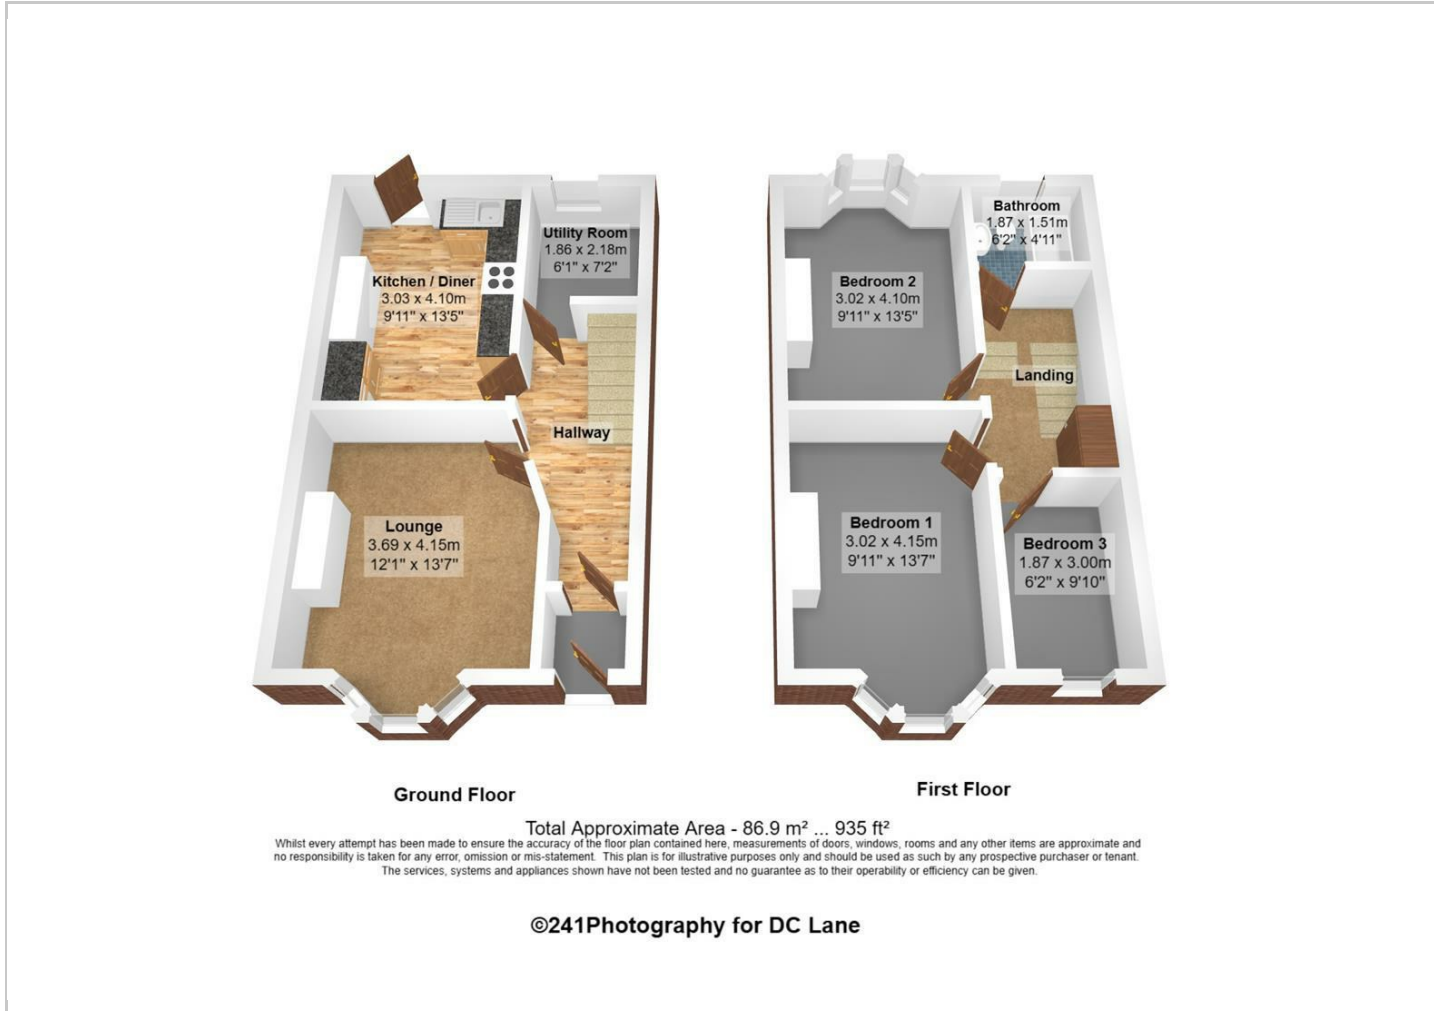 Kitchen / Diner
3.03 x 4.10m
9'11" x 13'5"
Utility Room
1.86 x 2.18m
6'1" x 7'2"
Hallway
Lounge
3.69 x 4.15m
12'1" x 13'7"
Ground Floor
Bedroom 2
3.02 x 4.10m
9'11" x 13'5"
Bathroom
1.87 x 1.51m
6'2" x 4'11"
Landing
Bedroom 1
3.02 x 4.15m
9'11" x 13'7"
Bedroom 3
1.87 x 3.00m
6'2" x 9'10"
First Floor
Total Approximate Area - 86.9 m² ... 935 ft²
Whilst every attempt has been made to ensure the accuracy of the floor plan contained here, measurements of doors, windows, rooms and any other items are approximate and
no responsibility is taken for any error, omission or mis-statement. This plan is for illustrative purposes only and should be used as such by any prospective purchaser or tenant.
The services, systems and appliances shown have not been tested and no guarantee as to their operability or efficiency can be given.
©241Photography for DC Lane